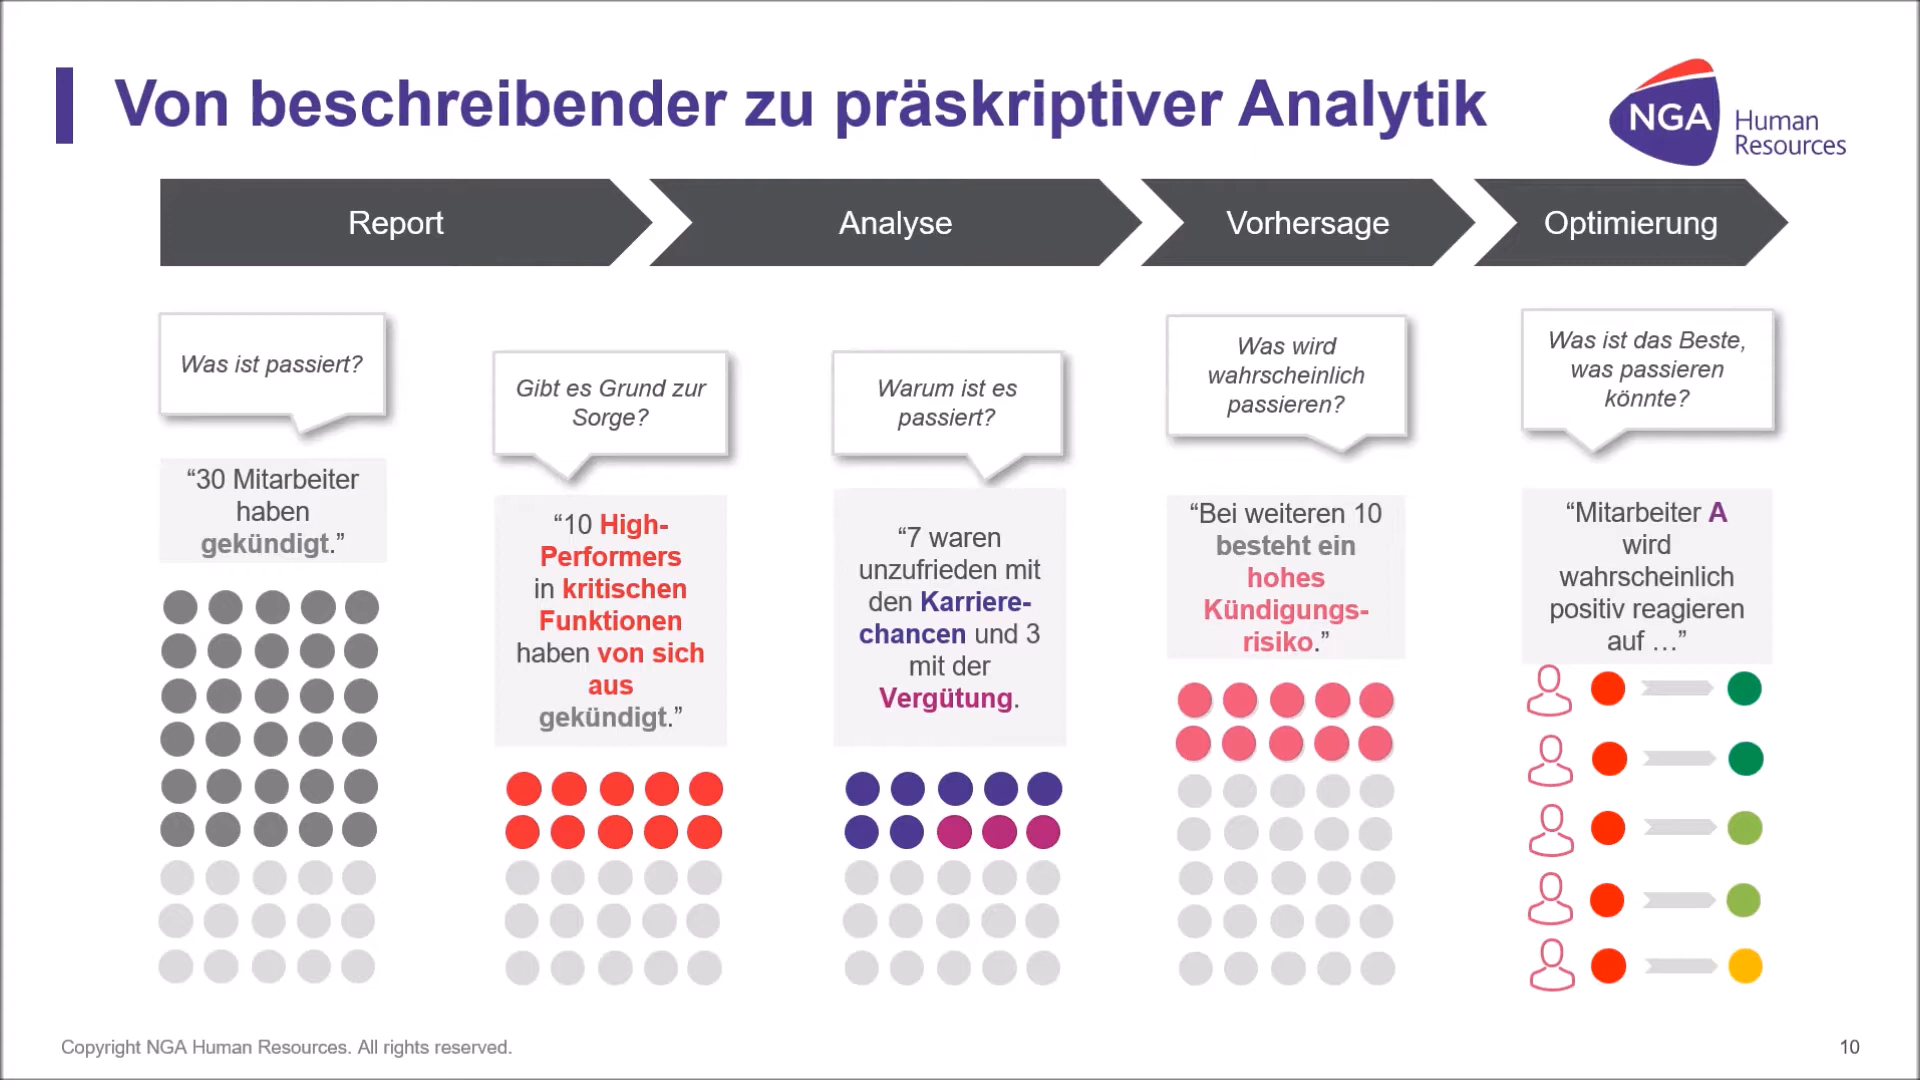 Von beschreibender zu präskriptiver Analytik
NGA
Human
Resources
Report
Analyse
Vorhersage
Optimierung
Was ist passiert?
“30 Mitarbeiter
haben
gekündigt.”
Gibt es Grund zur
Sorge?
“10 High-
Performers
in kritischen
Funktionen
haben von sich
aus
gekündigt.”
Warum ist es
passiert?
“7 waren
unzufrieden mit
den Karriere-
chancen und 3
mit der
Vergütung.
Was wird
wahrscheinlich
passieren?
“Bei weiteren 10
besteht ein
hohes
Kündigungs-
risiko.”
Was ist das Beste,
was passieren
könnte?
“Mitarbeiter A
wird
wahrscheinlich
positiv reagieren
auf …”
Copyright NGA Human Resources. All rights reserved.
10